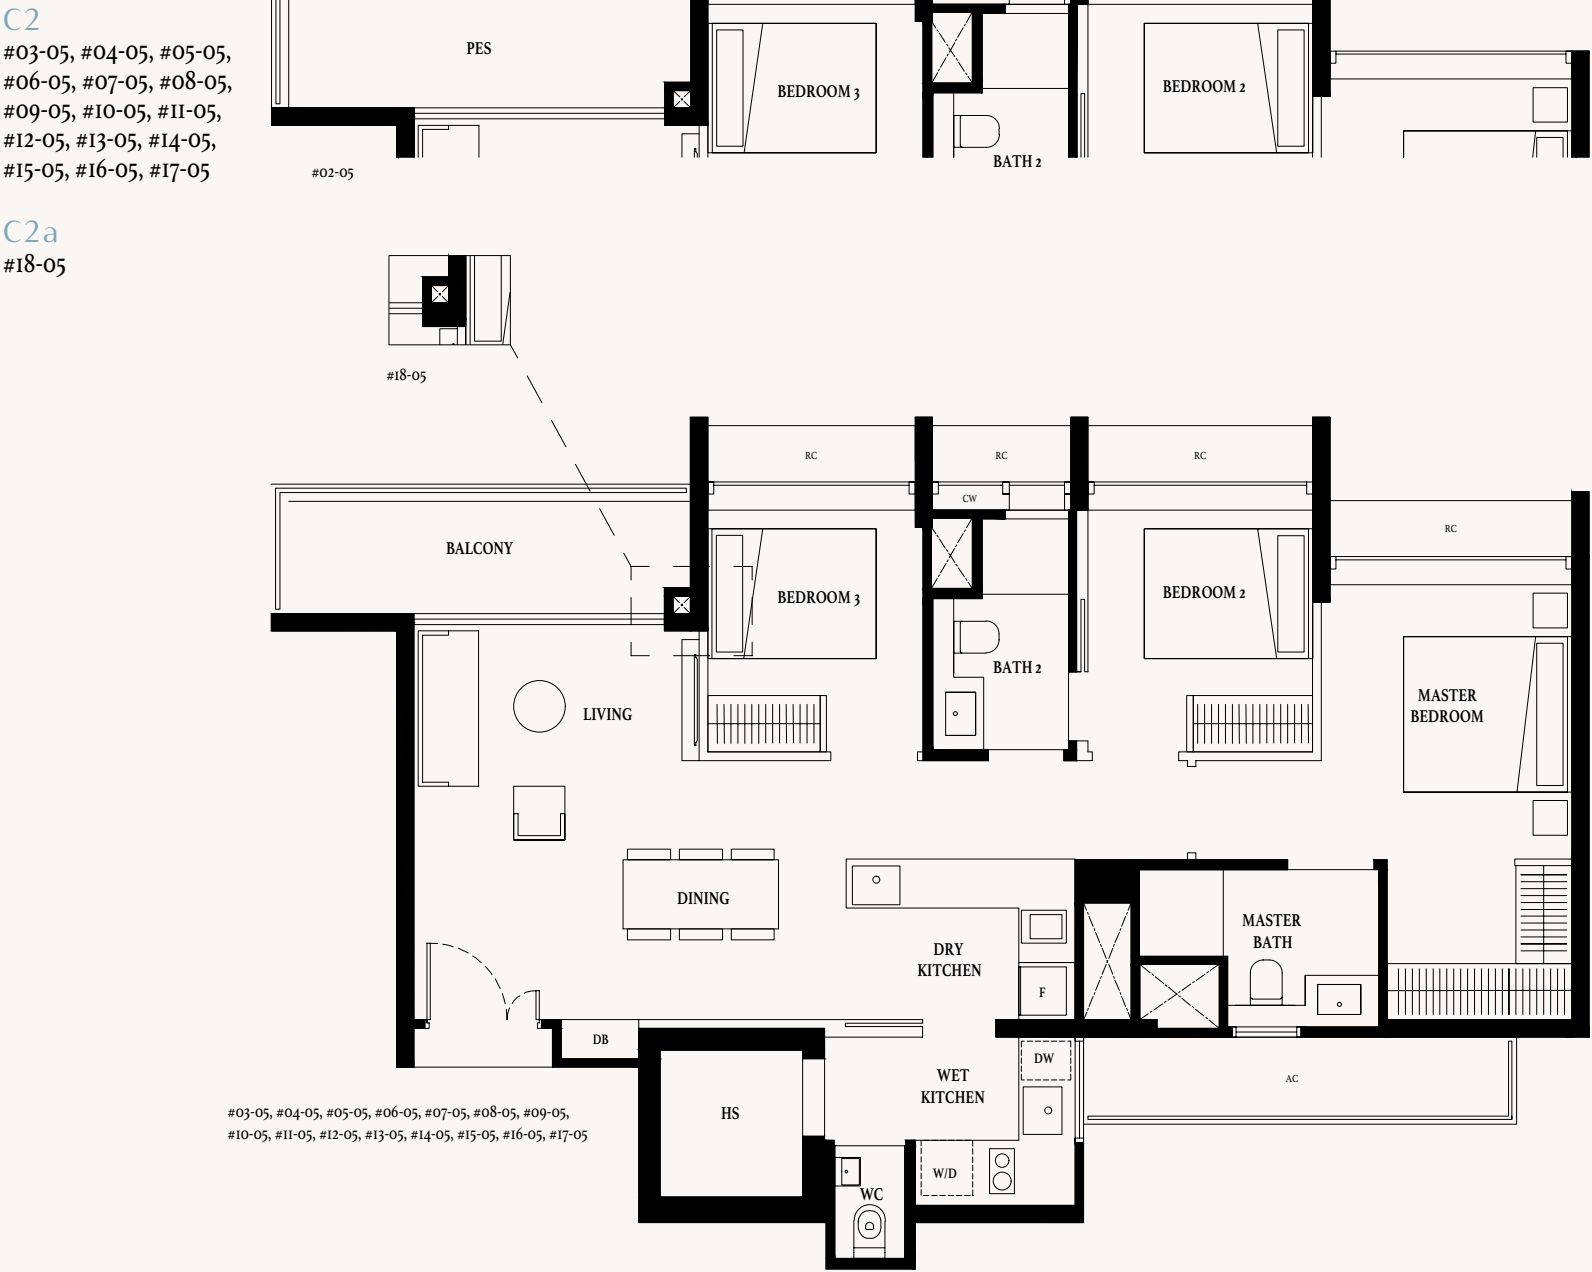 C2
#03-05, #04-05, #05-05,
#06-05, #07-05, #08-05,
#09-05, #10-05, #11-05,
#12-05, #13-05, #14-05,
#15-05, #16-05, #17-05
C2a
#18-05
PES
BEDROOM 3
BEDROOM 2
BATH 2
#02-05
#18-05
RC
RC
RC
CW
RC
BALCONY
BEDROOM 3
BEDROOM 2
BATH 2
LIVING
MASTER
BEDROOM
DINING
DRY
KITCHEN
MASTER
BATH
F
DB
DW
WET
KITCHEN
AC
HS
W/D
WC
#03-05, #04-05, #05-05, #06-05, #07-05, #08-05, #09-05,
#10-05, #11-05, #12-05, #13-05, #14-05, #15-05, #16-05, #17-05